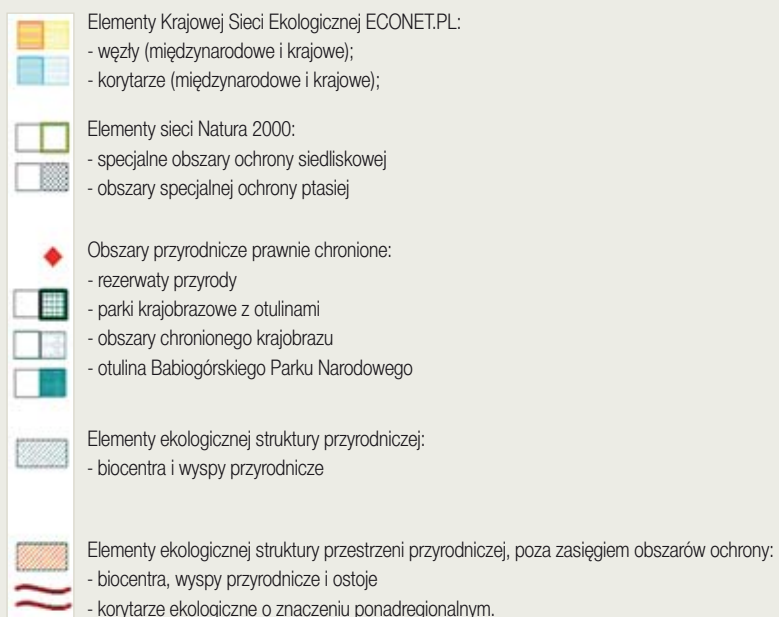 Elementy Krajowej Sieci Ekologicznej ECONET.PL:
- węzły (międzynarodowe i krajowe);
- korytarze (międzynarodowe i krajowe);
Elementy sieci Natura 2000:
- specjalne obszary ochrony siedliskowej
- obszary specjalnej ochrony ptasiej
Obszary przyrodnicze prawnie chronione:
- rezerwaty przyrody
- parki krajobrazowe z otulinami
- obszary chronionego krajobrazu
- otulina Babiogórskiego Parku Narodowego
Elementy ekologicznej struktury przyrodniczej:
- biocentra i wyspy przyrodnicze
Elementy ekologicznej struktury przestrzeni przyrodniczej, poza zasięgiem obszarów ochrony:
- biocentra, wyspy przyrodnicze i ostoje
- korytarze ekologiczne o znaczeniu ponadregionalnym.